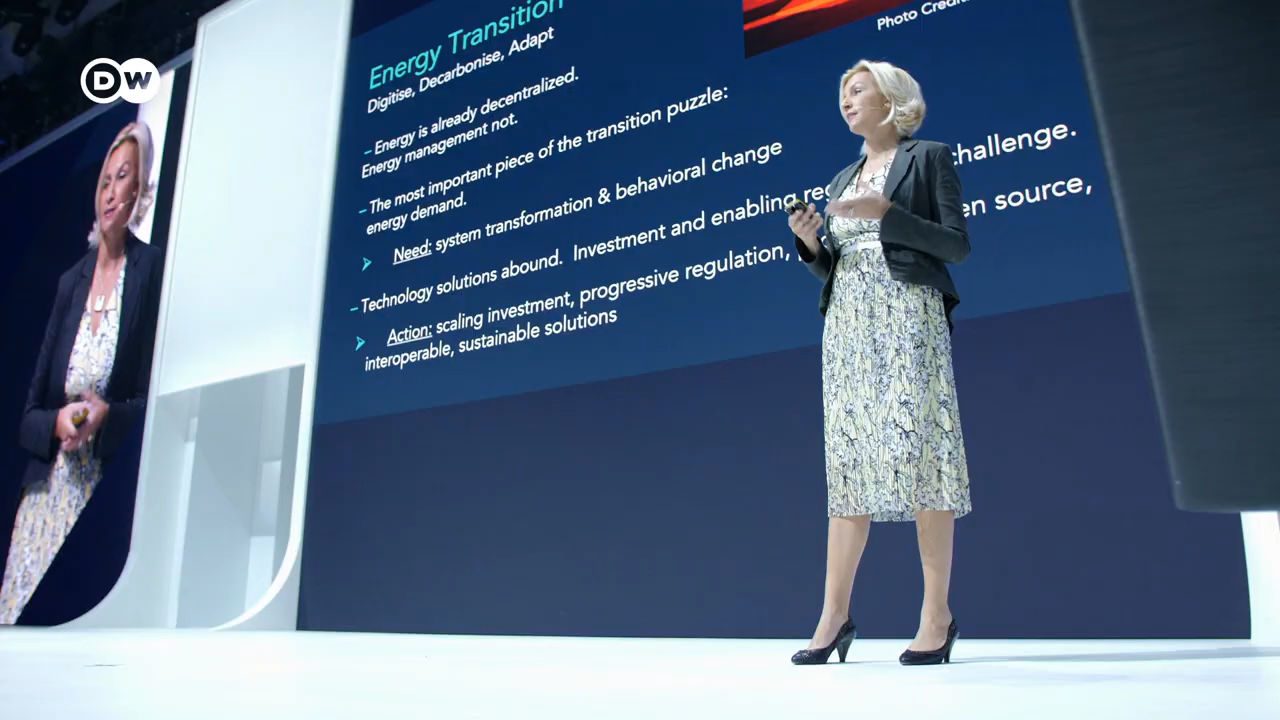 DW
Energy Transition
Photo Credit
Digitise, Decarbonise, Adapt
– Energy is already decentralized.
Energy management not.
– The most important piece of the transition puzzle:
energy demand.
Need: system transformation & behavioral change
– Technology solutions abound. Investment and enabling challenge.
Action: scaling investment, progressive regulation, source,
interoperable, sustainable solutions